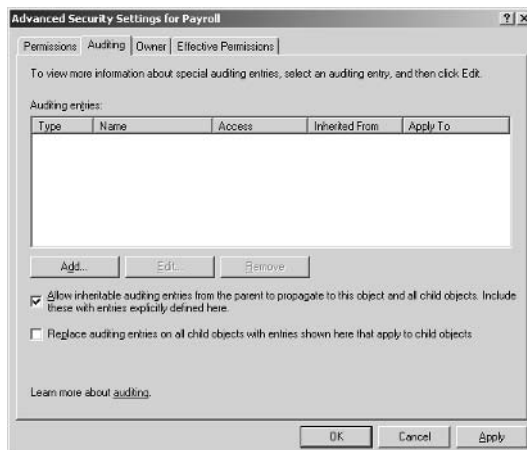 Advanced Security Settings for Payroll
Permissions Auditing Owner Effective Permissions
To view more information about special auditing entries, select an auditing entry, and then click Edit.
Auditing entries:
Type Name Access Inherited From Apply To
Add... Edit... Remove
Allow inheritable auditing entries from the parent to propagate to this object and all child objects. Include
these with entries explicitly defined here.
Replace auditing entries on all child objects with entries shown here that apply to child objects
Learn more about auditing.
OK Cancel Apply